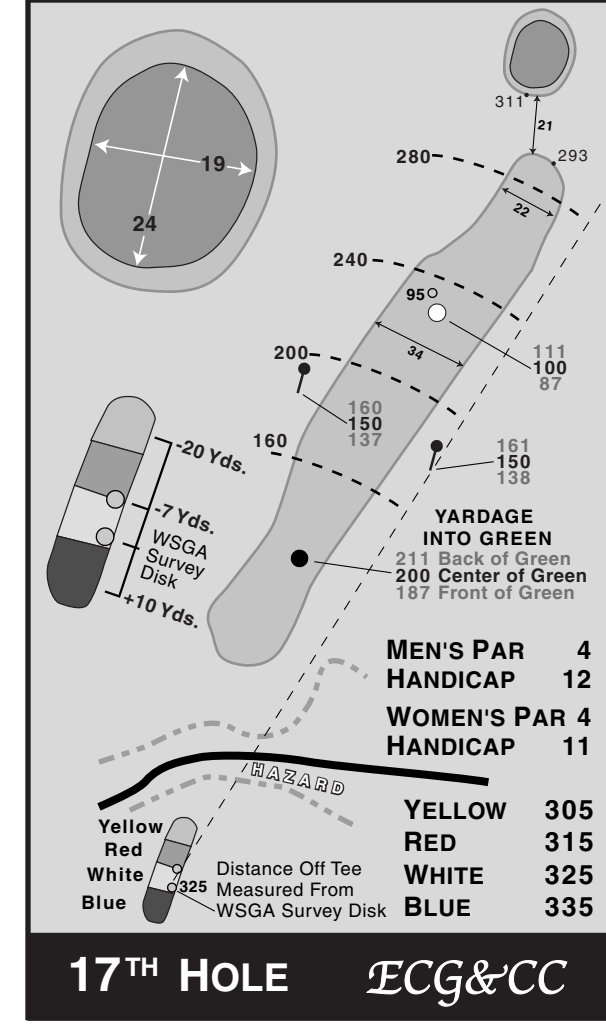 311
21
293
280
22
19
24
240
95
34
111
100
87
200
160
150
137
160
161
150
138
-20 Yds.
-7 Yds.
WSGA
Survey
Disk
+10 Yds.
YARDAGE
INTO GREEN
211 Back of Green
200 Center of Green
187 Front of Green
MEN'S PAR 4
HANDICAP 12
WOMEN'S PAR 4
HANDICAP 11
HAZARD
YELLOW 305
RED 315
WHITE 325
BLUE 335
Yellow
Red
White
Blue
325
Distance Off Tee
Measured From
WSGA Survey Disk
17TH HOLE ECG&CC